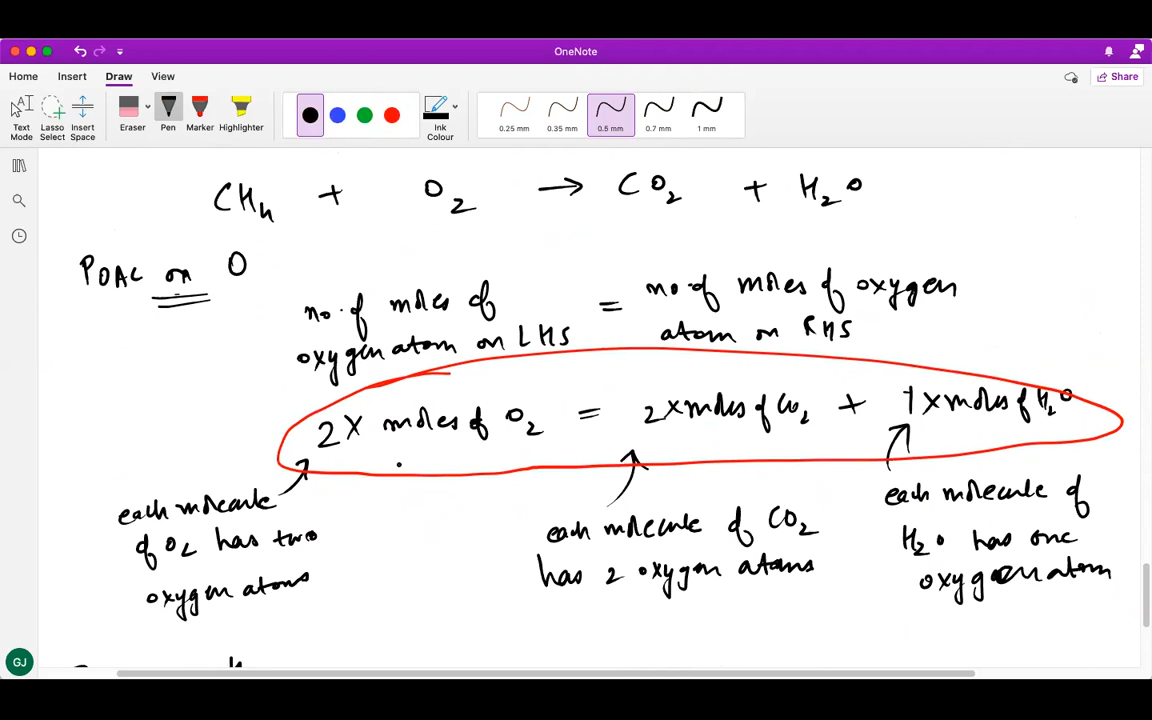 OneNote
Home Insert Draw View
Share
Text Mode
Lasso Select
Insert Space
Eraser
Pen
Marker
Highlighter
Ink Colour
0.25 mm
0.35 mm
0.5 mm
0.7 mm
1 mm
CH4 + O2 → CO2 + H2O
POAC on O
no. of moles of oxygen atom on LHS = no. of moles of oxygen atom on RHS
2 X moles of O2 = 2 X moles of CO2 + 1 X moles of H2O
each molecule
of O2 has two
oxygen atoms
each molecule of CO2
has 2 oxygen atoms
each molecule of
H2O has one
oxygen atom
GJ